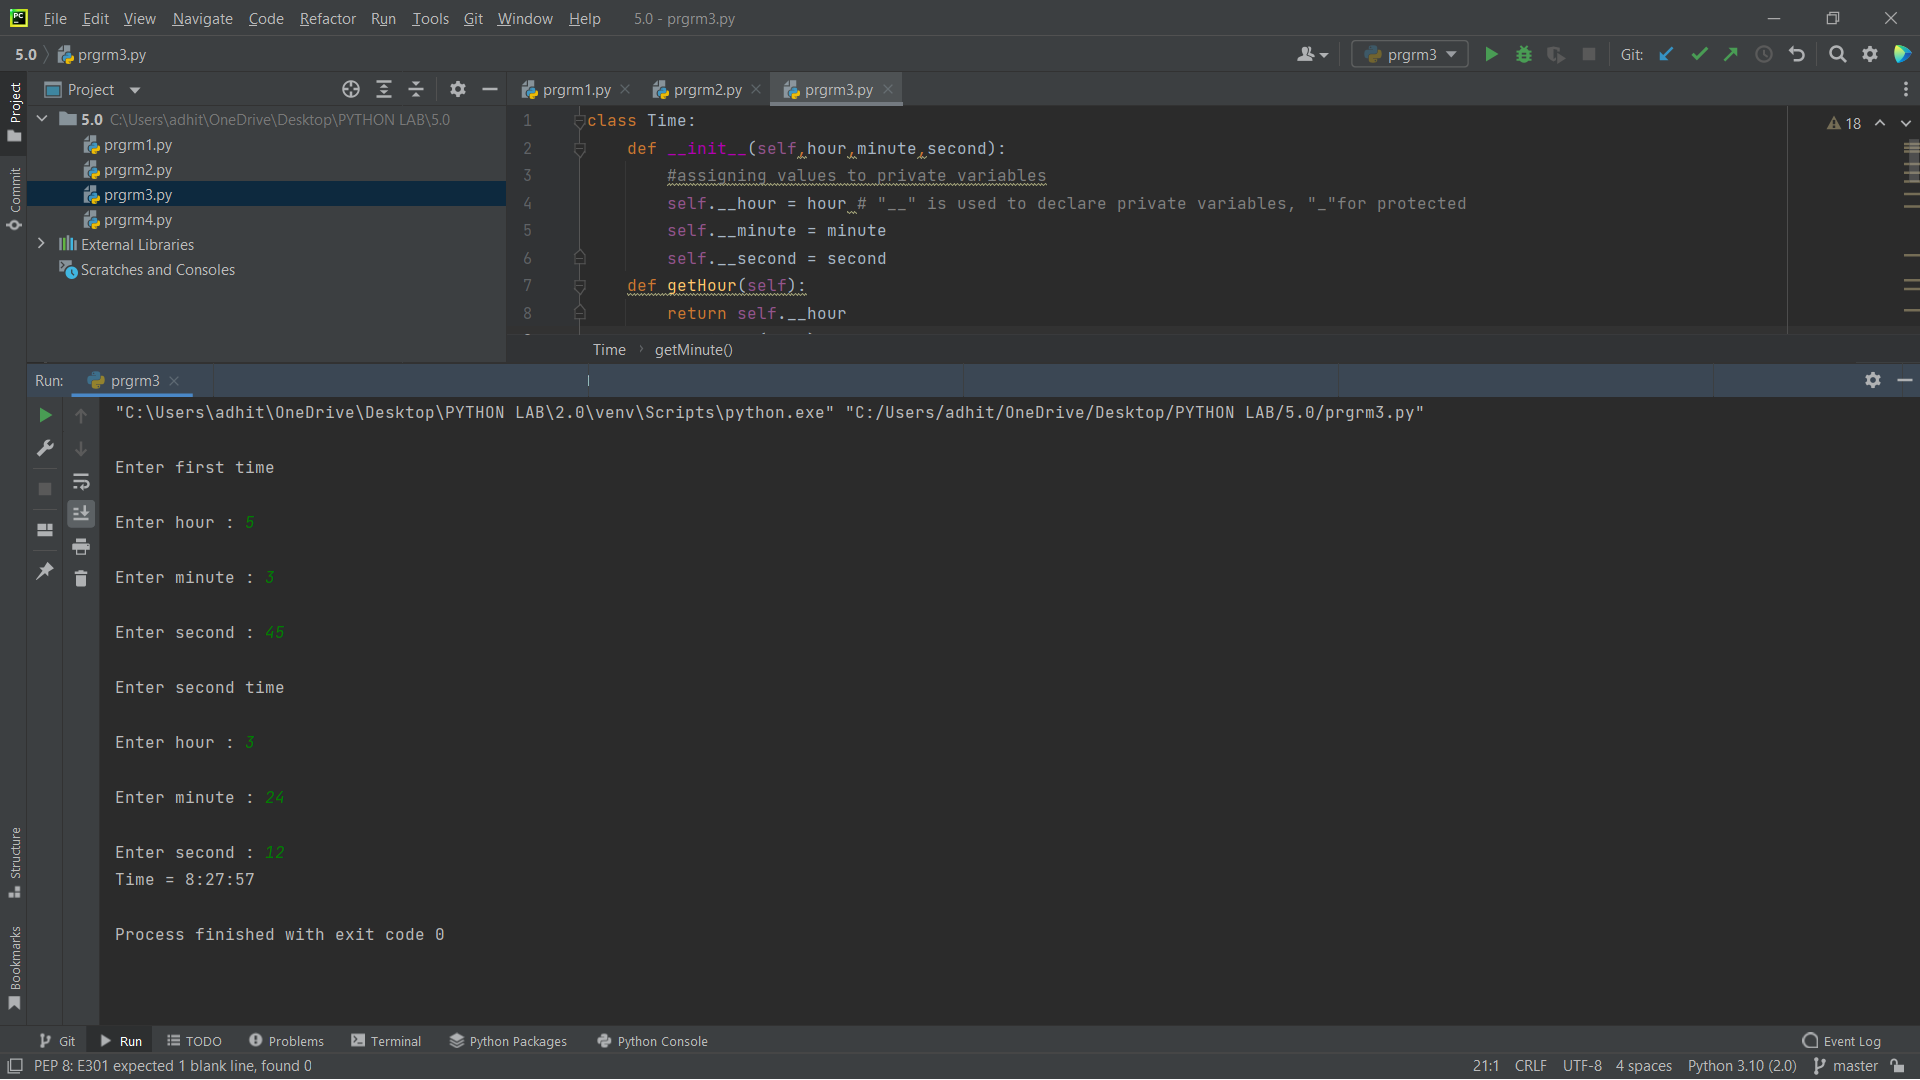 PC File Edit View Navigate Code Refactor Run Tools Git Window Help 5.0 - prgrm3.py
5.0 prgrm3.py prgrm3 Git:
Project prgrm1.py prgrm2.py prgrm3.py
Project
Commit
Structure
Bookmarks
5.0 C:\Users\adhit\OneDrive\Desktop\PYTHON LAB\5.0
prgrm1.py
prgrm2.py
prgrm3.py
prgrm4.py
External Libraries
Scratches and Consoles
18
1 class Time:
2 def __init__(self,hour,minute,second):
3 #assigning values to private variables
4 self.__hour = hour # "__" is used to declare private variables, "_"for protected
5 self.__minute = minute
6 self.__second = second
7 def getHour(self):
8 return self.__hour
Time getMinute()
Run: prgrm3
"C:\Users\adhit\OneDrive\Desktop\PYTHON LAB\2.0\venv\Scripts\python.exe" "C:/Users/adhit/OneDrive/Desktop/PYTHON LAB/5.0/prgrm3.py"
Enter first time
Enter hour : 5
Enter minute : 3
Enter second : 45
Enter second time
Enter hour : 3
Enter minute : 24
Enter second : 12
Time = 8:27:57
Process finished with exit code 0
Git Run TODO Problems Terminal Python Packages Python Console Event Log
PEP 8: E301 expected 1 blank line, found 0 21:1 CRLF UTF-8 4 spaces Python 3.10 (2.0) master